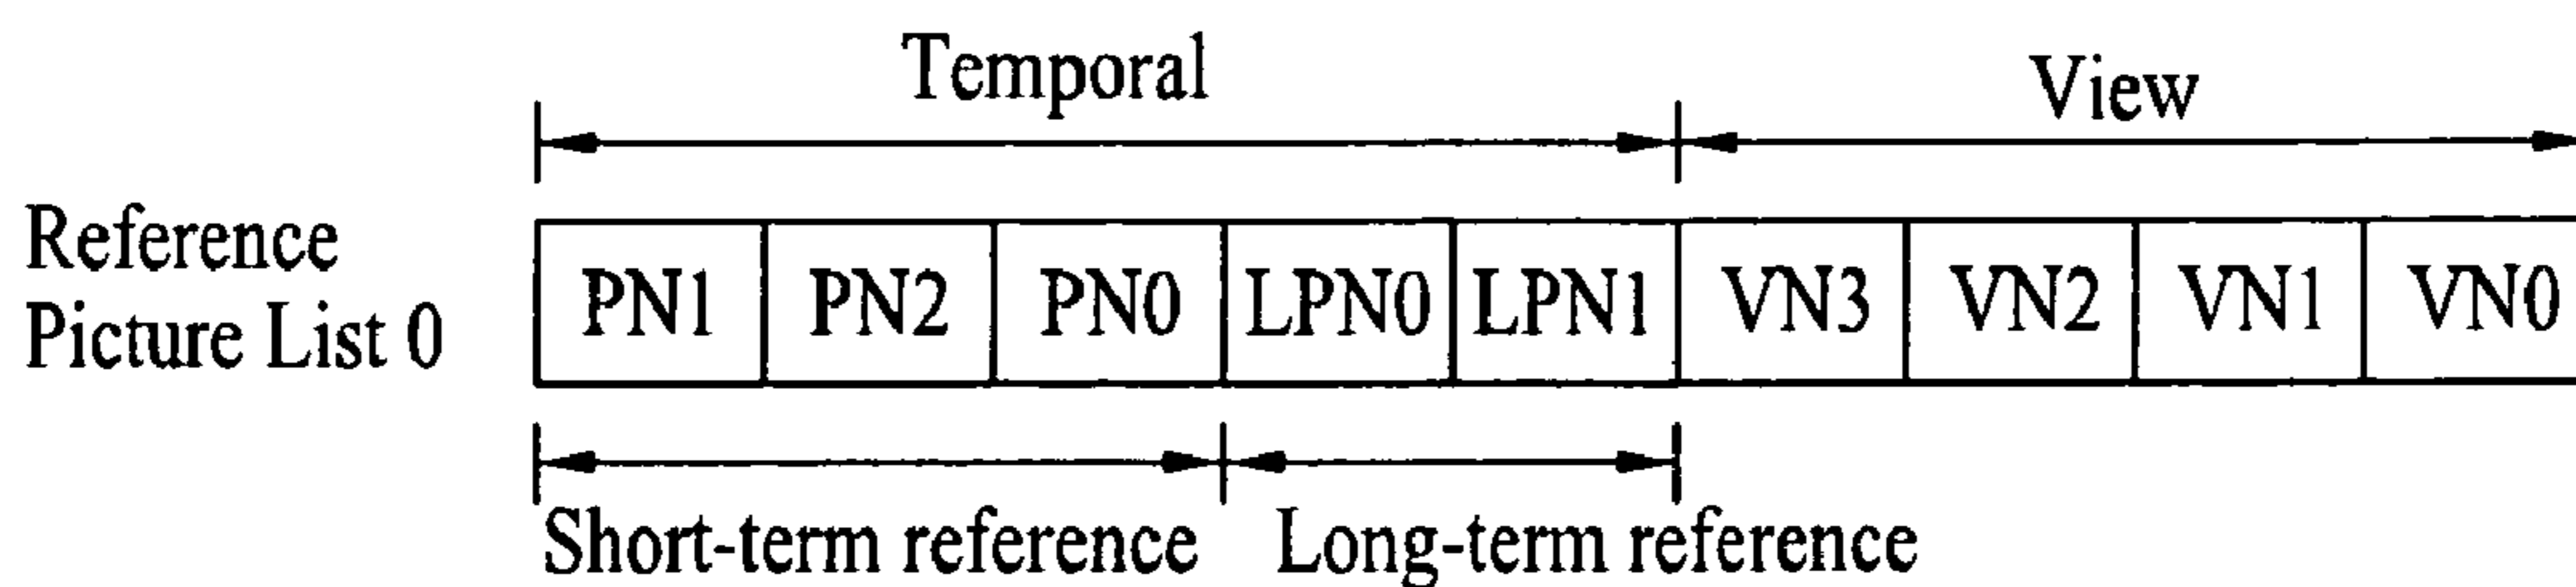 Temporal
View
Reference
Picture List 0
PN1 PN2 PN0 LPN0 LPN1 VN3 VN2 VN1 VN0
Short-term reference Long-term reference